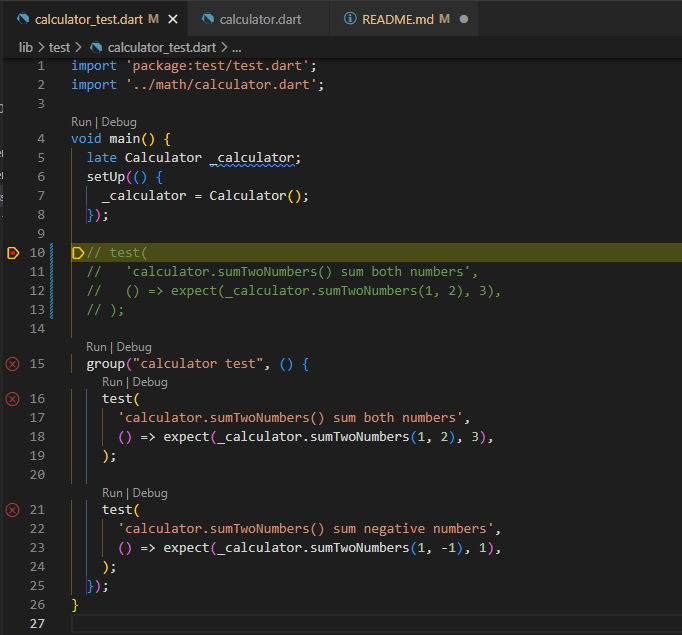 calculator_test.dart M calculator.dart README.md M
lib > test > calculator_test.dart > ...
1 import 'package:test/test.dart';
2 import '../math/calculator.dart';
3
Run | Debug
4 void main() {
5 late Calculator _calculator;
6 setUp(() {
7 _calculator = Calculator();
8 });
9
10 // test(
11 //   'calculator.sumTwoNumbers() sum both numbers',
12 //   () => expect(_calculator.sumTwoNumbers(1, 2), 3),
13 // );
14
Run | Debug
15 group("calculator test", () {
Run | Debug
16 test(
17 'calculator.sumTwoNumbers() sum both numbers',
18 () => expect(_calculator.sumTwoNumbers(1, 2), 3),
19 );
20
Run | Debug
21 test(
22 'calculator.sumTwoNumbers() sum negative numbers',
23 () => expect(_calculator.sumTwoNumbers(1, -1), 1),
24 );
25 });
26 }
27